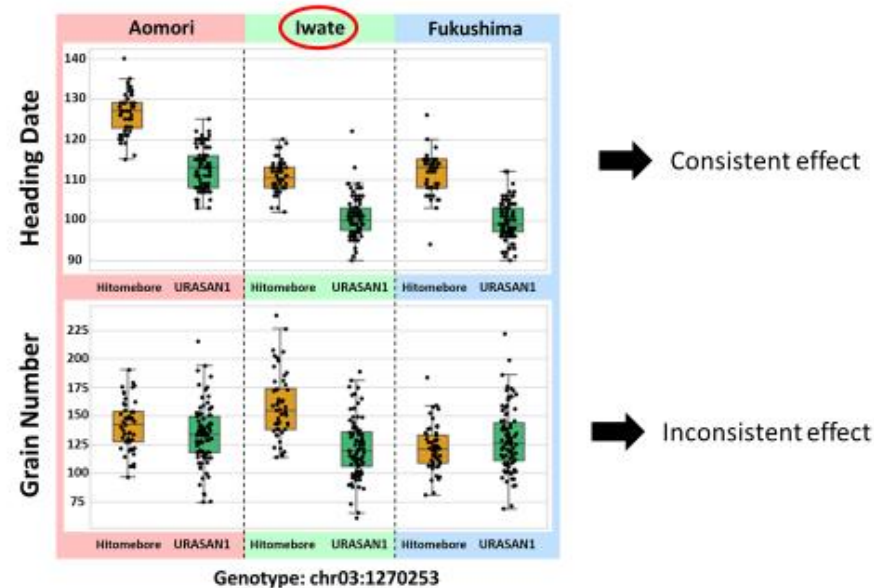 Aomori Iwate Fukushima
Heading Date
140
130
120
110
100
90
Consistent effect
Hitomebore URASAN1 Hitomebore URASAN1 Hitomebore URASAN1
Grain Number
225
200
175
150
125
100
75
Inconsistent effect
Hitomebore URASAN1 Hitomebore URASAN1 Hitomebore URASAN1
Genotype: chr03:1270253